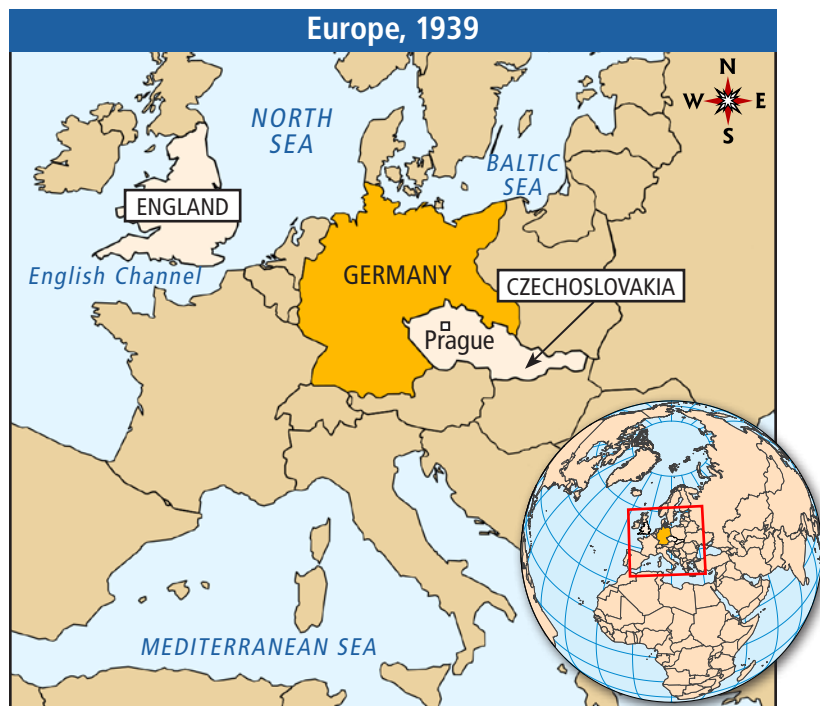 Europe, 1939
N
W E
S
NORTH
SEA
BALTIC
SEA
ENGLAND
English Channel
GERMANY
CZECHOSLOVAKIA
Prague
MEDITERRANEAN SEA